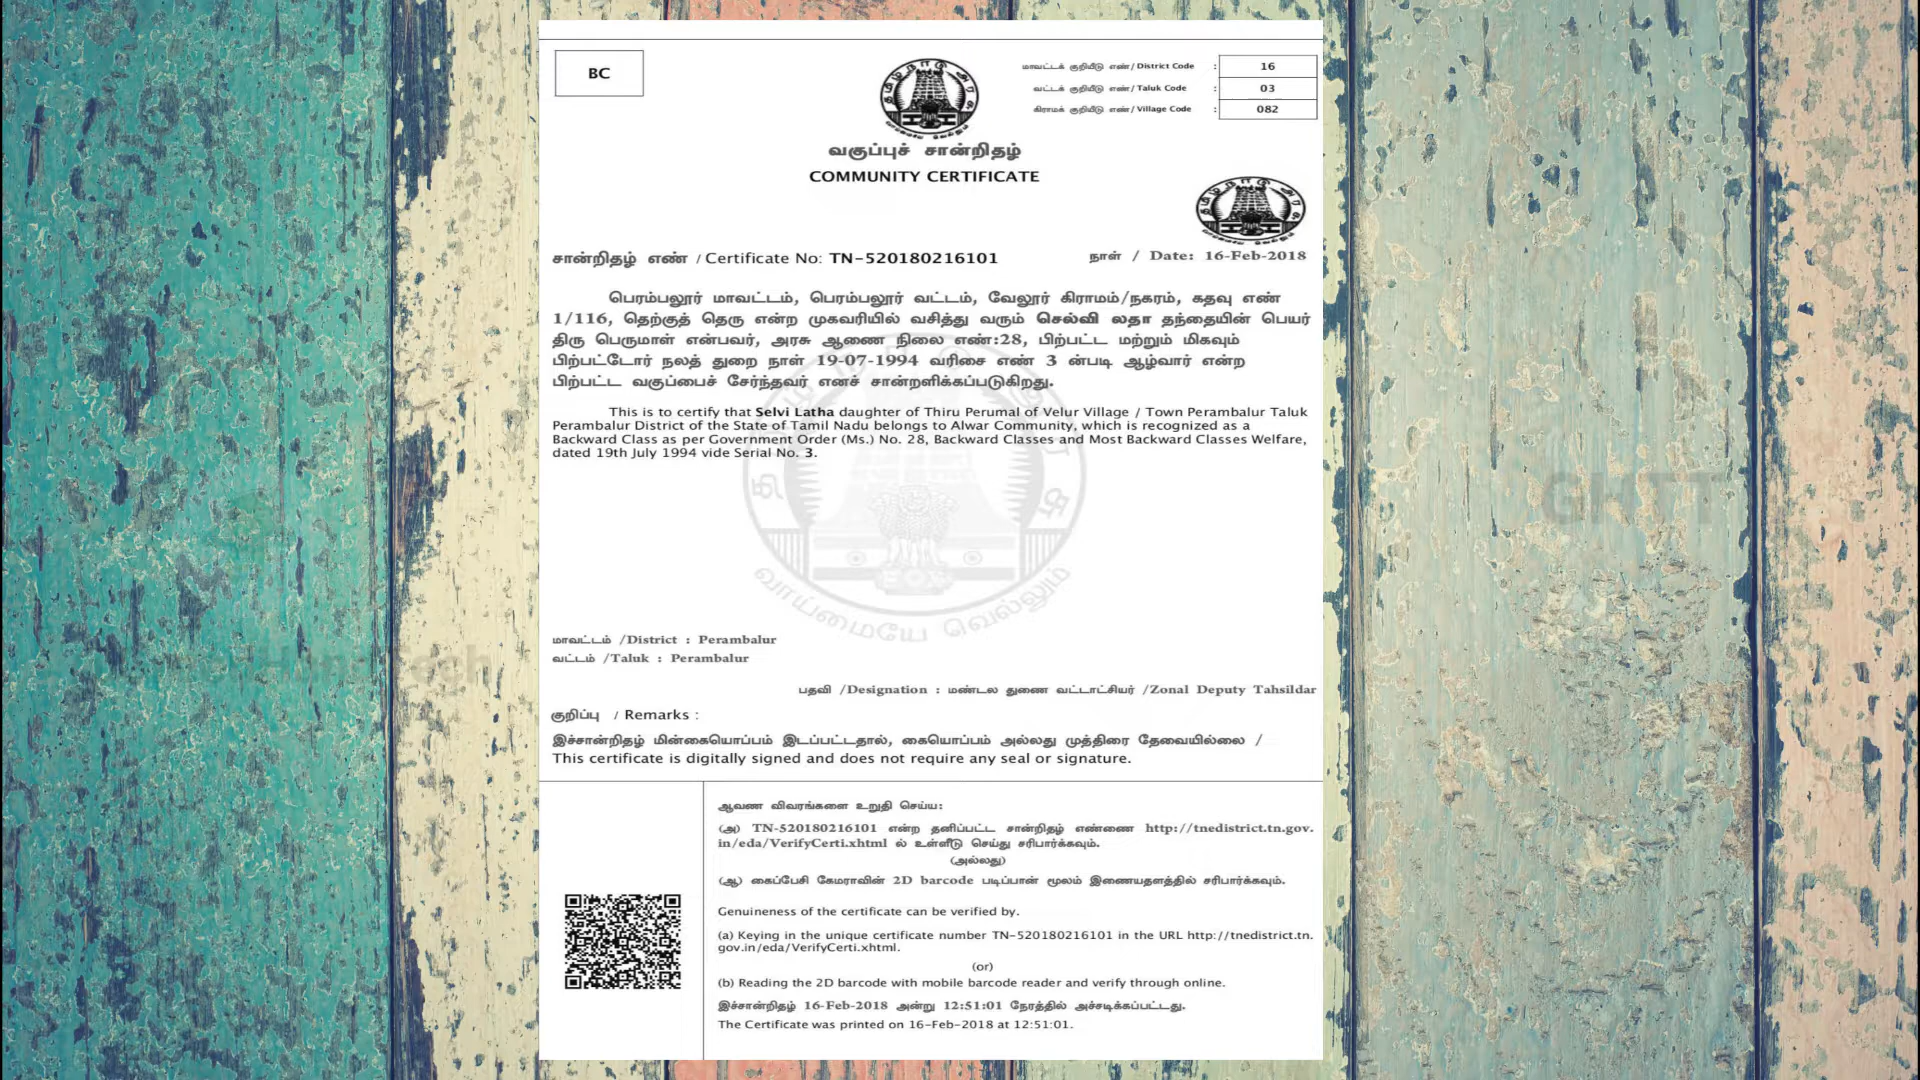 BC
மாவட்டக் குறியீடு எண்/ District Code : 16
வட்டக் குறியீடு எண்/ Taluk Code : 03
கிராமக் குறியீடு எண்/ Village Code : 082
வகுப்புச் சான்றிதழ்
COMMUNITY CERTIFICATE
சான்றிதழ் எண் / Certificate No: TN-520180216101 நாள் / Date: 16-Feb-2018
பெரம்பலூர் மாவட்டம், பெரம்பலூர் வட்டம், வேலூர் கிராமம்/நகரம், கதவு எண்
1/116, தெற்குத் தெரு என்ற முகவரியில் வசித்து வரும் செல்வி லதா தந்தையின் பெயர்
திரு பெருமாள் என்பவர், அரசு ஆணை நிலை எண்:28, பிற்பட்ட மற்றும் மிகவும்
பிற்பட்டோர் நலத் துறை நாள் 19-07-1994 வரிசை எண் 3 ன்படி ஆழ்வார் என்ற
பிற்பட்ட வகுப்பைச் சேர்ந்தவர் எனச் சான்றளிக்கப்படுகிறது.
This is to certify that Selvi Latha daughter of Thiru Perumal of Velur Village / Town Perambalur Taluk
Perambalur District of the State of Tamil Nadu belongs to Alwar Community, which is recognized as a
Backward Class as per Government Order (Ms.) No. 28, Backward Classes and Most Backward Classes Welfare,
dated 19th July 1994 vide Serial No. 3.
வாய்மையே வெல்லும்
மாவட்டம் /District : Perambalur
வட்டம் /Taluk : Perambalur
பதவி /Designation : மண்டல துணை வட்டாட்சியர் /Zonal Deputy Tahsildar
குறிப்பு / Remarks :
இச்சான்றிதழ் மின்கையொப்பம் இடப்பட்டதால், கையொப்பம் அல்லது முத்திரை தேவையில்லை /
This certificate is digitally signed and does not require any seal or signature.
ஆவண விவரங்களை உறுதி செய்ய:
(அ) TN-520180216101 என்ற தனிப்பட்ட சான்றிதழ் எண்ணை http://tnedistrict.tn.gov.
in/eda/VerifyCerti.xhtml ல் உள்ளீடு செய்து சரிபார்க்கவும்.
(அல்லது)
(ஆ) கைப்பேசி கேமராவின் 2D barcode படிப்பான் மூலம் இணையதளத்தில் சரிபார்க்கவும்.
Genuineness of the certificate can be verified by.
(a) Keying in the unique certificate number TN-520180216101 in the URL http://tnedistrict.tn.
gov.in/eda/VerifyCerti.xhtml.
(or)
(b) Reading the 2D barcode with mobile barcode reader and verify through online.
இச்சான்றிதழ் 16-Feb-2018 அன்று 12:51:01 நேரத்தில் அச்சடிக்கப்பட்டது.
The Certificate was printed on 16-Feb-2018 at 12:51:01.
GHTT